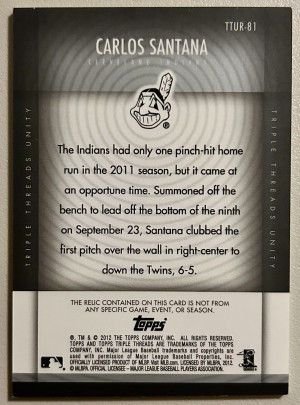 TTUR-81
CARLOS SANTANA
CLEVELAND INDIANS
TRIPLE THREADS UNITY
TRIPLE THREADS UNITY
The Indians had only one pinch-hit home
run in the 2011 season, but it came at
an opportune time. Summoned off the
bench to lead off the bottom of the ninth
on September 23, Santana clubbed the
first pitch over the wall in right-center to
down the Twins, 6-5.
THE RELIC CONTAINED ON THIS CARD IS NOT FROM
ANY SPECIFIC GAME, EVENT, OR SEASON.
Topps
®, TM & © 2012 THE TOPPS COMPANY, INC. ALL RIGHTS RESERVED.
TOPPS AND TOPPS TRIPLE THREADS ARE TRADEMARKS OF THE TOPPS
COMPANY, INC. Major League Baseball trademarks and copyrights are
used with permission of Major League Baseball Properties, Inc.
OFFICIALLY LICENSED PRODUCT OF MLBP. Visit MLB.com. © MLBPA, 2012.
© MLBPA, OFFICIAL LICENSEE – MAJOR LEAGUE BASEBALL PLAYERS ASSOCIATION.